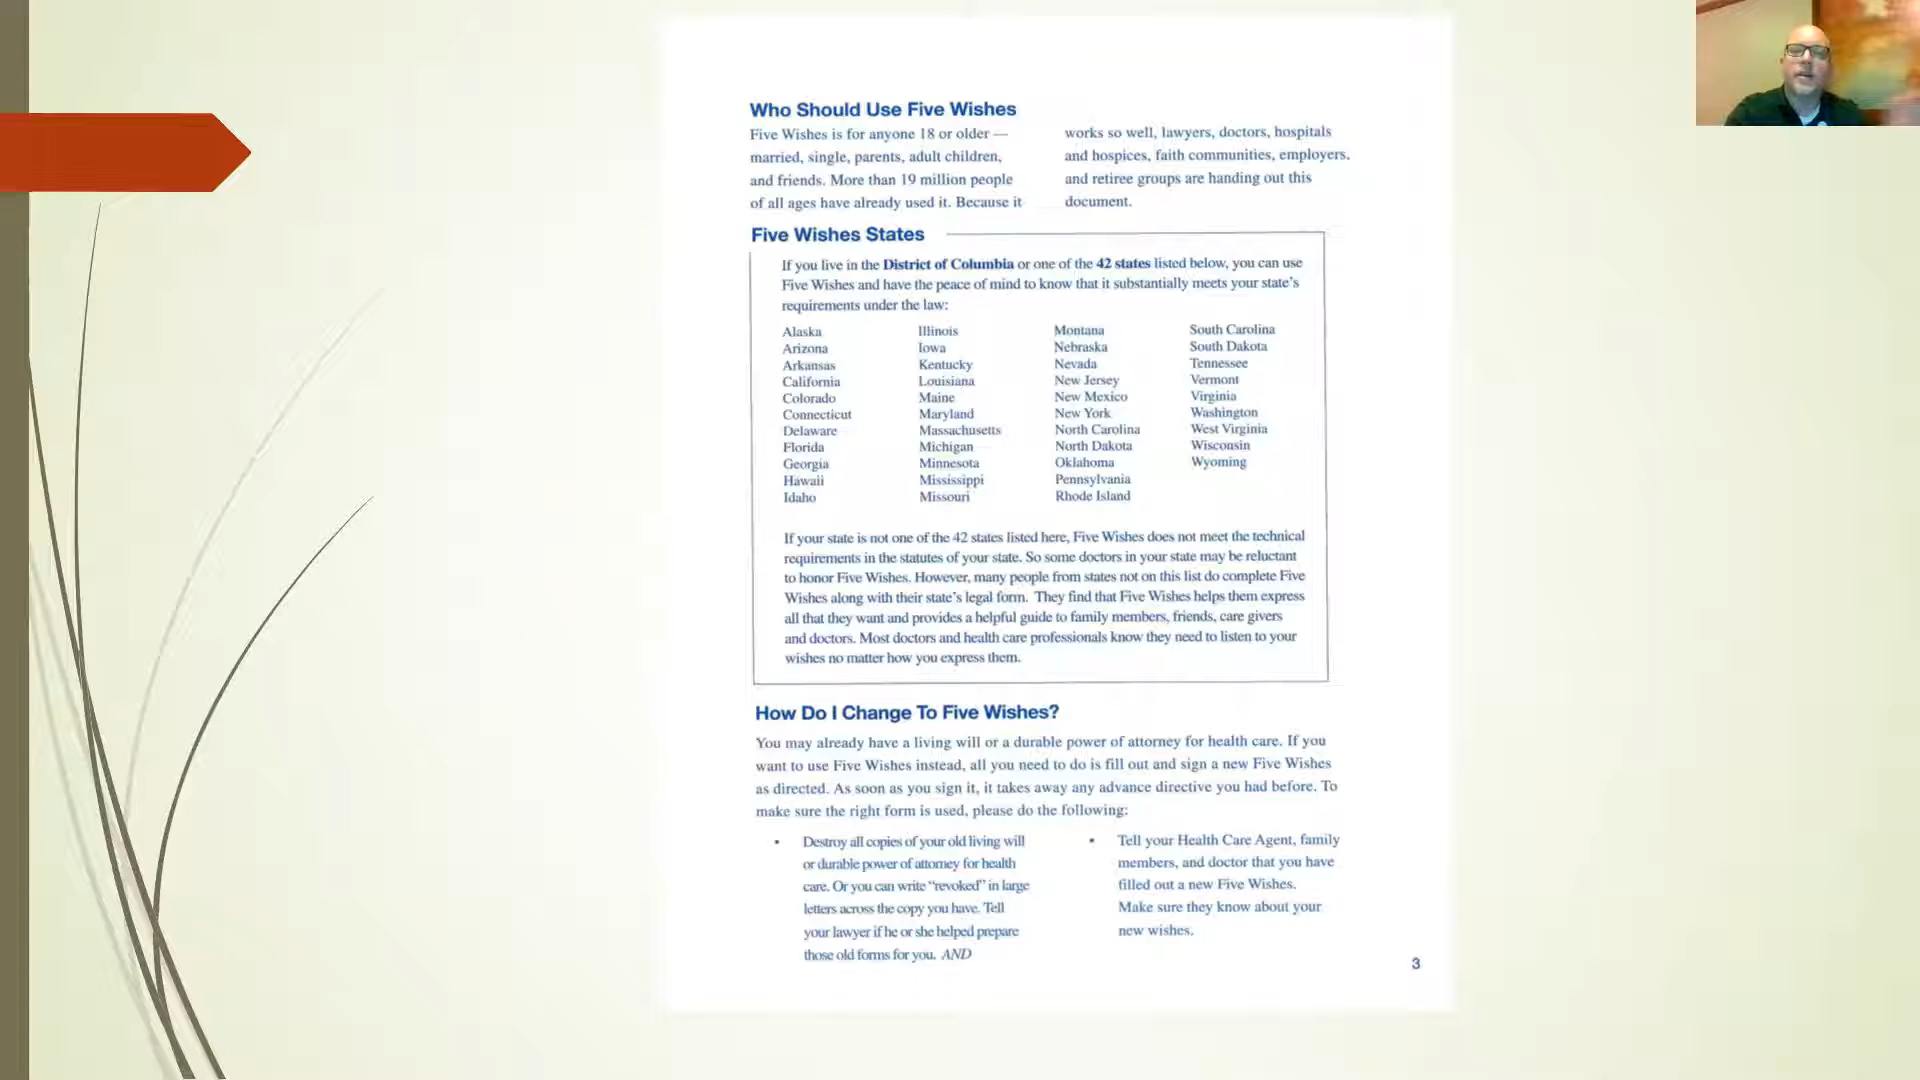 Who Should Use Five Wishes
Five Wishes is for anyone 18 or older —
married, single, parents, adult children,
and friends. More than 19 million people
of all ages have already used it. Because it
works so well, lawyers, doctors, hospitals
and hospices, faith communities, employers,
and retiree groups are handing out this
document.
Five Wishes States
If you live in the District of Columbia or one of the 42 states listed below, you can use
Five Wishes and have the peace of mind to know that it substantially meets your state's
requirements under the law:
Alaska
Arizona
Arkansas
California
Colorado
Connecticut
Delaware
Florida
Georgia
Hawaii
Idaho
Illinois
Iowa
Kentucky
Louisiana
Maine
Maryland
Massachusetts
Michigan
Minnesota
Mississippi
Missouri
Montana
Nebraska
Nevada
New Jersey
New Mexico
New York
North Carolina
North Dakota
Oklahoma
Pennsylvania
Rhode Island
South Carolina
South Dakota
Tennessee
Vermont
Virginia
Washington
West Virginia
Wisconsin
Wyoming
If your state is not one of the 42 states listed here, Five Wishes does not meet the technical
requirements in the statutes of your state. So some doctors in your state may be reluctant
to honor Five Wishes. However, many people from states not on this list do complete Five
Wishes along with their state's legal form. They find that Five Wishes helps them express
all that they want and provides a helpful guide to family members, friends, care givers
and doctors. Most doctors and health care professionals know they need to listen to your
wishes no matter how you express them.
How Do I Change To Five Wishes?
You may already have a living will or a durable power of attorney for health care. If you
want to use Five Wishes instead, all you need to do is fill out and sign a new Five Wishes
as directed. As soon as you sign it, it takes away any advance directive you had before. To
make sure the right form is used, please do the following:
• Destroy all copies of your old living will
or durable power of attorney for health
care. Or you can write "revoked" in large
letters across the copy you have. Tell
your lawyer if he or she helped prepare
those old forms for you. AND
• Tell your Health Care Agent, family
members, and doctor that you have
filled out a new Five Wishes.
Make sure they know about your
new wishes.
3